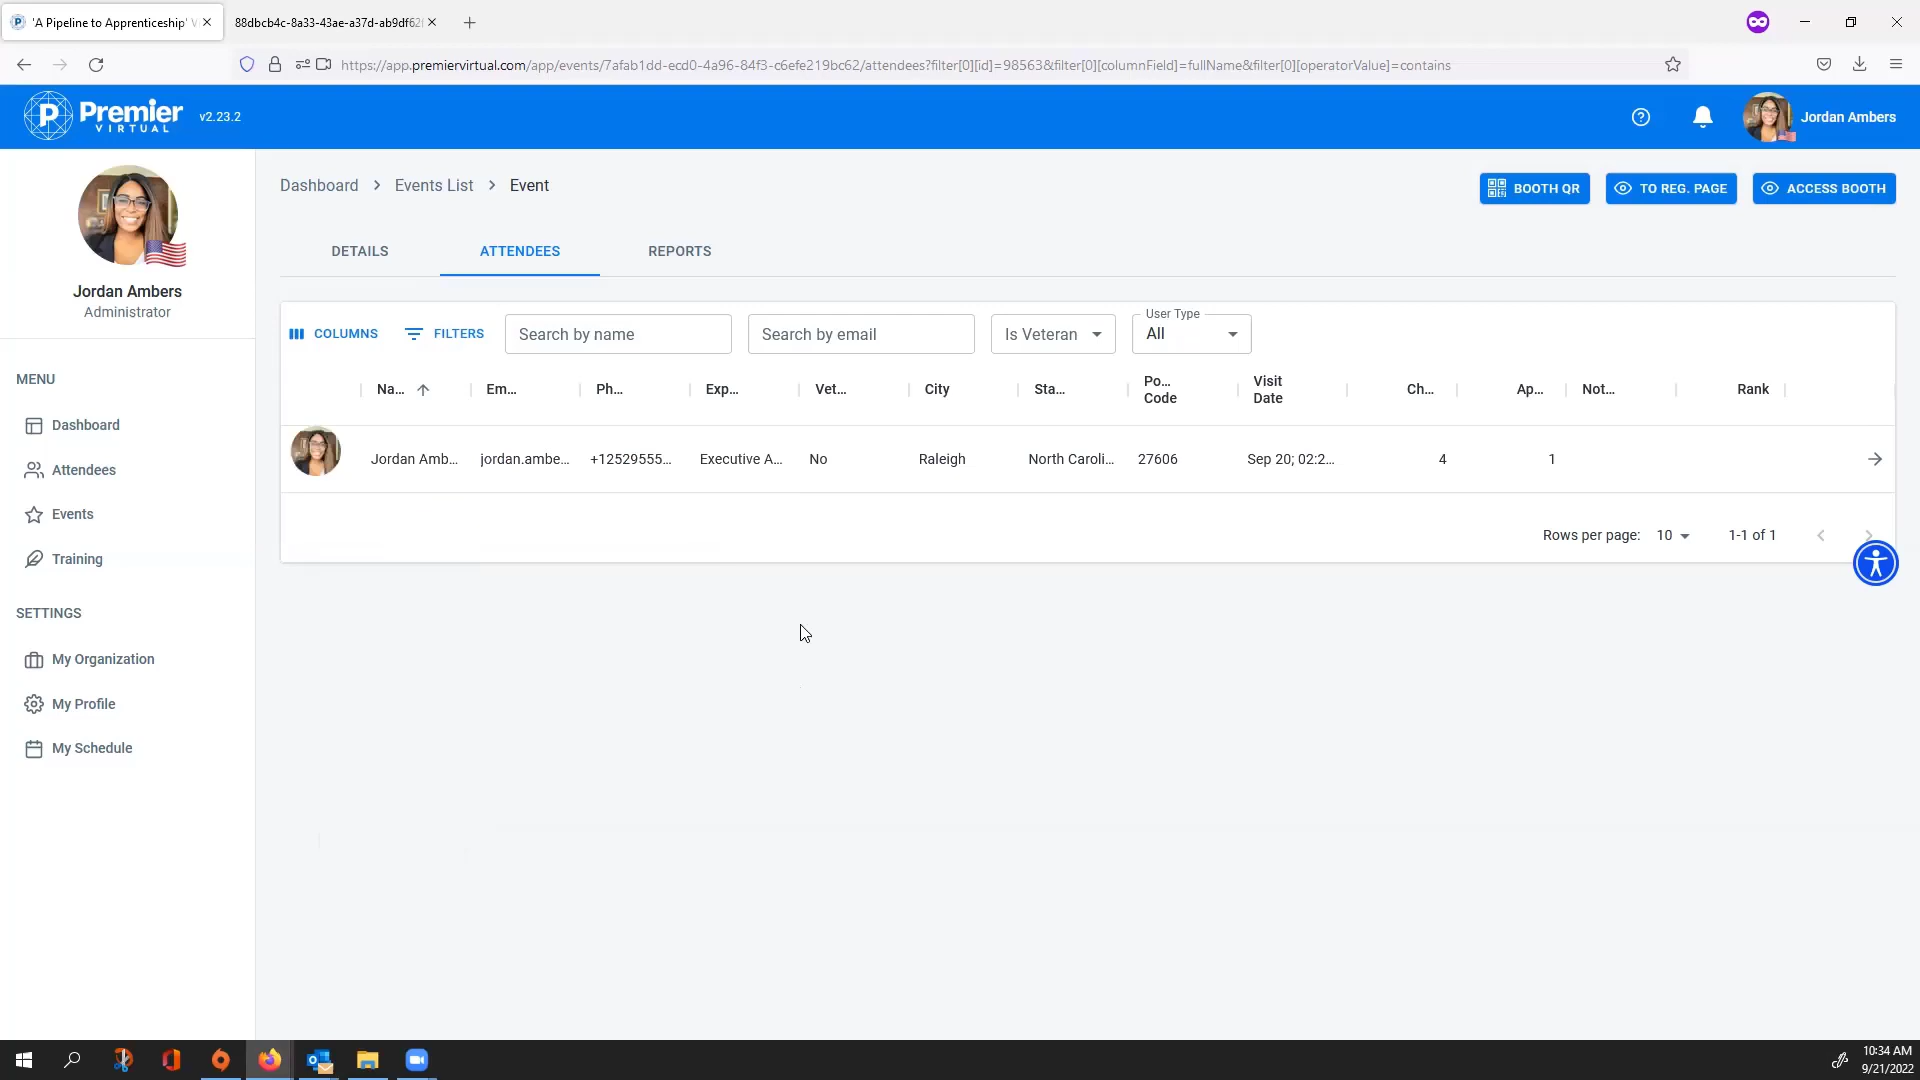 'A Pipeline to Apprenticeship' V
88dbcb4c-8a33-43ae-a37d-ab9df62
https://app.premiervirtual.com/app/events/7afab1dd-ecd0-4a96-84f3-c6efe219bc62/attendees?filter[0][id]=98563&filter[0][columnField]=fullName&filter[0][operatorValue]=contains
P Premier
VIRTUAL
v2.23.2
Jordan Ambers
Jordan Ambers
Administrator
MENU
Dashboard
Attendees
Events
Training
SETTINGS
My Organization
My Profile
My Schedule
Dashboard > Events List > Event
BOOTH QR
TO REG. PAGE
ACCESS BOOTH
DETAILS
ATTENDEES
REPORTS
COLUMNS
FILTERS
Search by name
Search by email
Is Veteran
User Type
All
Na...
Em...
Ph...
Exp...
Vet...
City
Sta...
Po...
Code
Visit
Date
Ch...
Ap...
Not...
Rank
Jordan Amb... jordan.ambe... +12529555... Executive A... No Raleigh North Caroli... 27606 Sep 20; 02:2... 4 1
Rows per page: 10 1-1 of 1
10:34 AM
9/21/2022